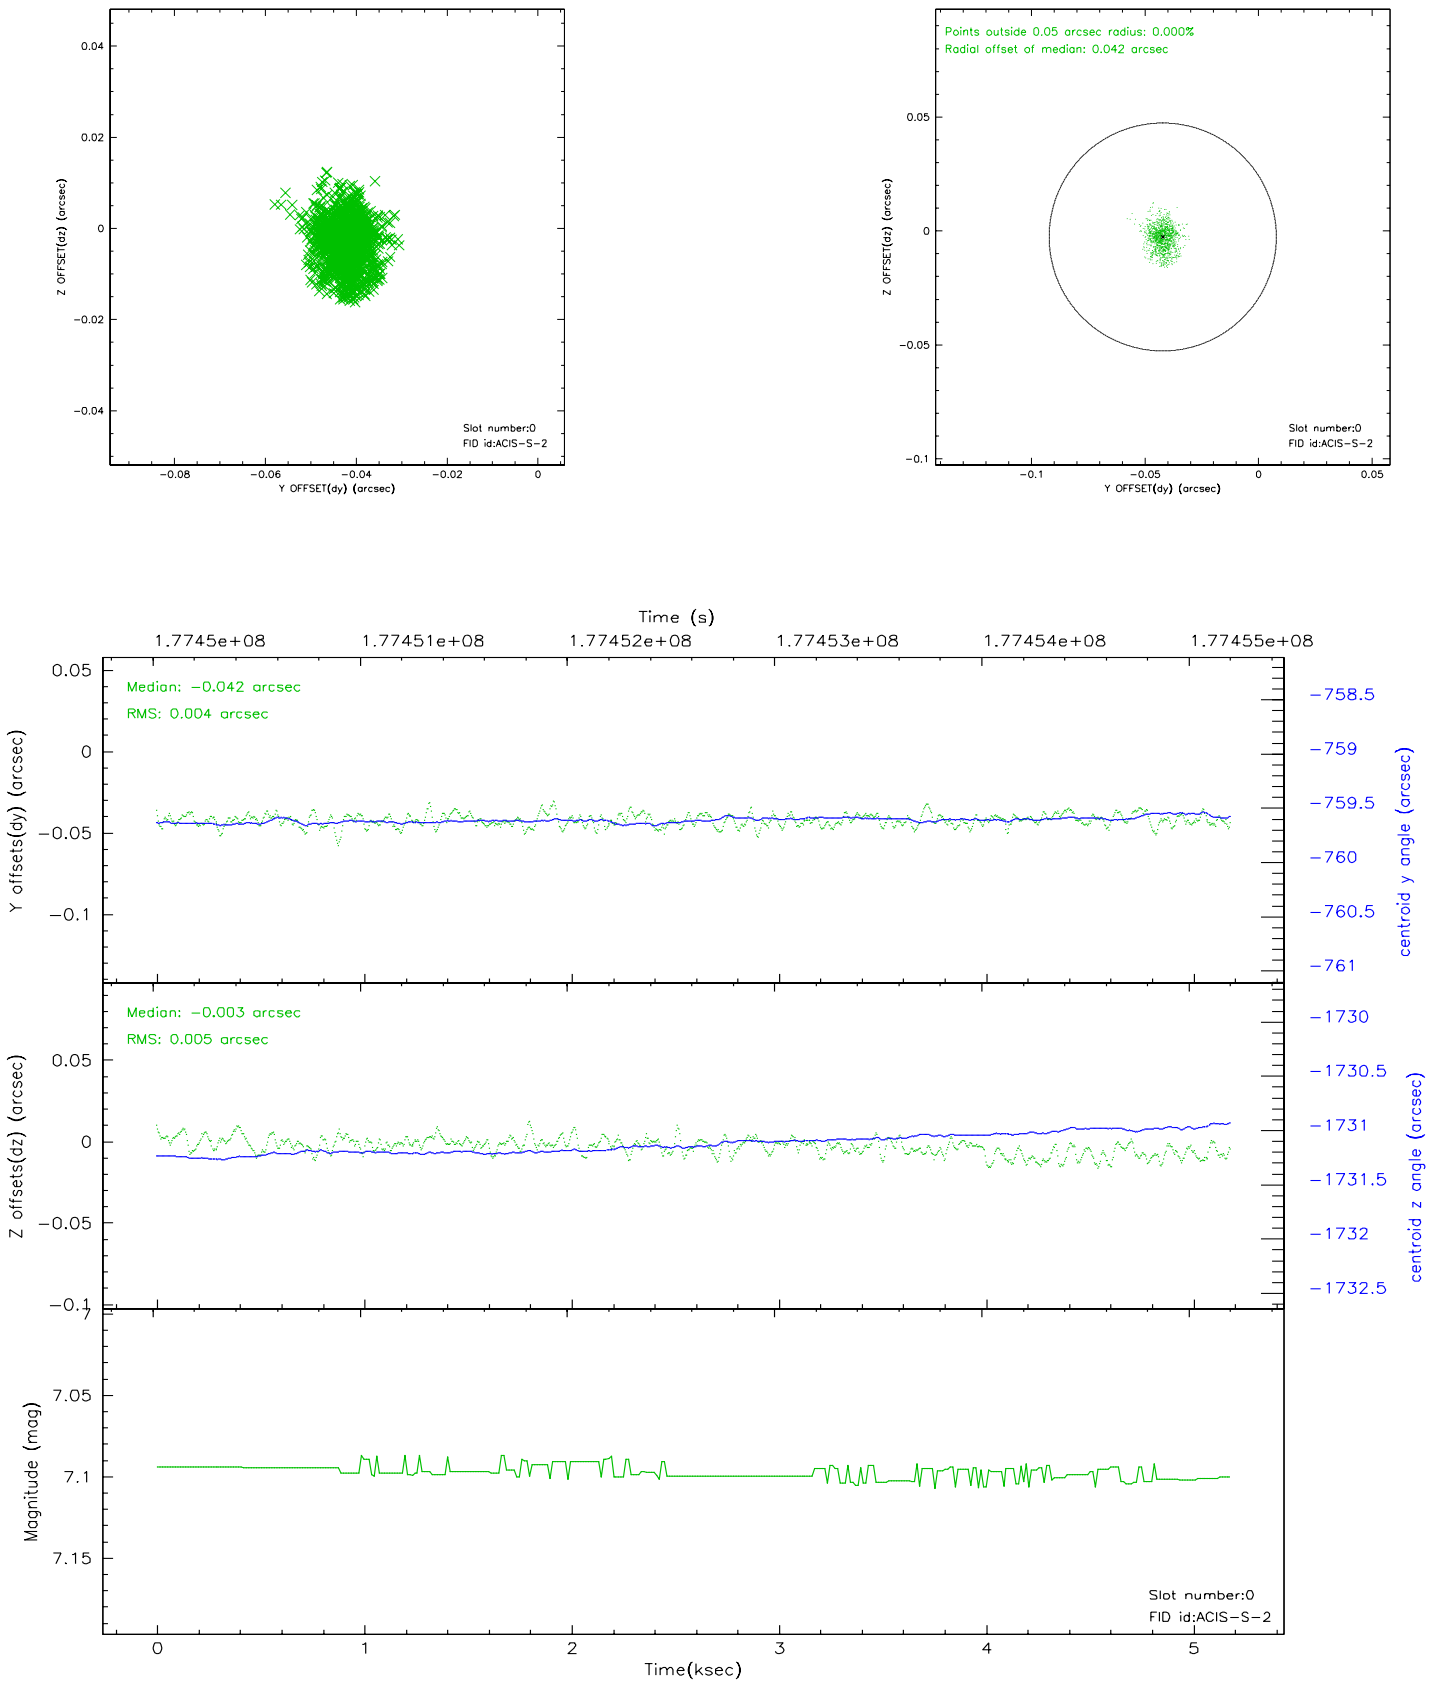 0.04
0.02
0
-0.02
-0.04
Z OFFSET(dz) (arcsec)
Slot number:0
FID id:ACIS-S-2
-0.08 -0.06 -0.04 -0.02 0
Y OFFSET(dy) (arcsec)
Points outside 0.05 arcsec radius: 0.000%
Radial offset of median: 0.042 arcsec
0.05
0
-0.05
-0.1
Z OFFSET(dz) (arcsec)
Slot number:0
FID id:ACIS-S-2
-0.1 -0.05 0 0.05
Y OFFSET(dy) (arcsec)
Time (s)
1.7745e+08 1.77451e+08 1.77452e+08 1.77453e+08 1.77454e+08 1.77455e+08
Median: -0.042 arcsec
RMS: 0.004 arcsec
0.05
0
-0.05
-0.1
Y offsets(dy) (arcsec)
-758.5
-759
-759.5
-760
-760.5
-761
centroid y angle (arcsec)
Median: -0.003 arcsec
RMS: 0.005 arcsec
0.05
0
-0.05
-0.1
Z offsets(dz) (arcsec)
-1730
-1730.5
-1731
-1731.5
-1732
-1732.5
centroid z angle (arcsec)
7
7.05
7.1
7.15
Magnitude (mag)
Slot number:0
FID id:ACIS-S-2
0 1 2 3 4 5
Time(ksec)